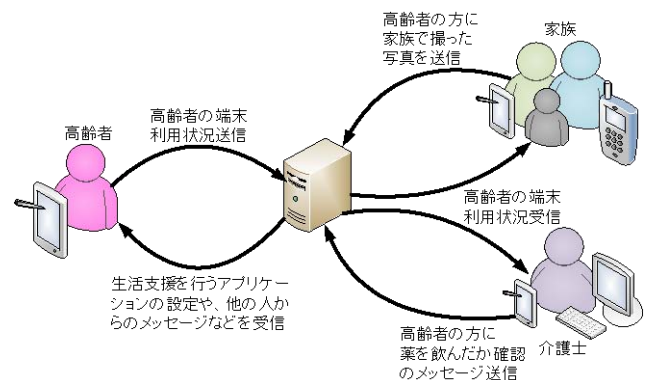 高齢者の方に
家族で撮った
写真を送信
家族
高齢者の端末
利用状況送信
高齢者
高齢者の端末
利用状況受信
生活支援を行うアプリケー
ションの設定や、他の人か
らのメッセージなどを受信
高齢者の方に
薬を飲んだか確認
のメッセージ送信
介護士